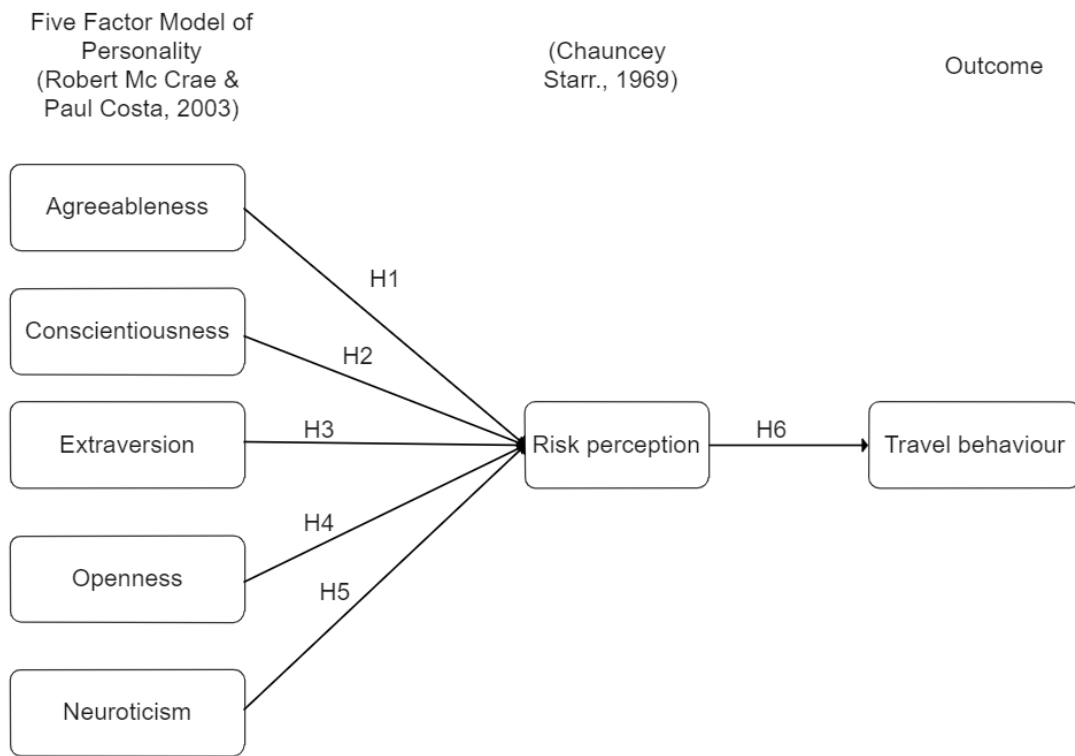 Five Factor Model of
Personality
(Robert Mc Crae &
Paul Costa, 2003)
(Chauncey
Starr., 1969)
Outcome
Agreeableness
H1
Conscientiousness
H2
Extraversion
H3
Risk perception
H6
Travel behaviour
H4
Openness
H5
Neuroticism